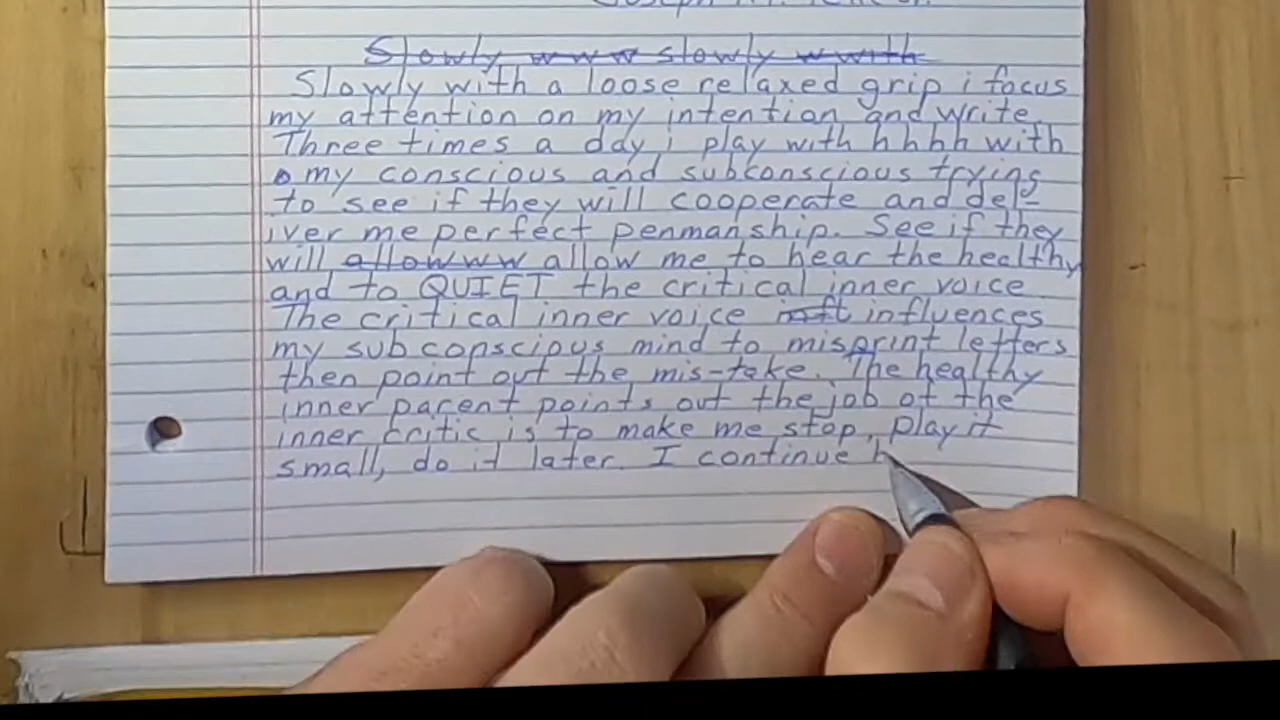 Joseph M.
Slowly w w w slowly w with
Slowly with a loose relaxed grip i focus
my attention on my intention and write.
Three times a day i play with h h h h with
my conscious and subconscious trying
to see if they will cooperate and del-
iver me perfect penmanship. See if they
will allowww allow me to hear the healthy
and to QUIET the critical inner voice
The critical inner voice inft influences
my subconscious mind to misprint letters
then point out the mis-take. The healthy
inner parent points out the job of the
inner critic is to make me stop, play it
small, do it later. I continue h